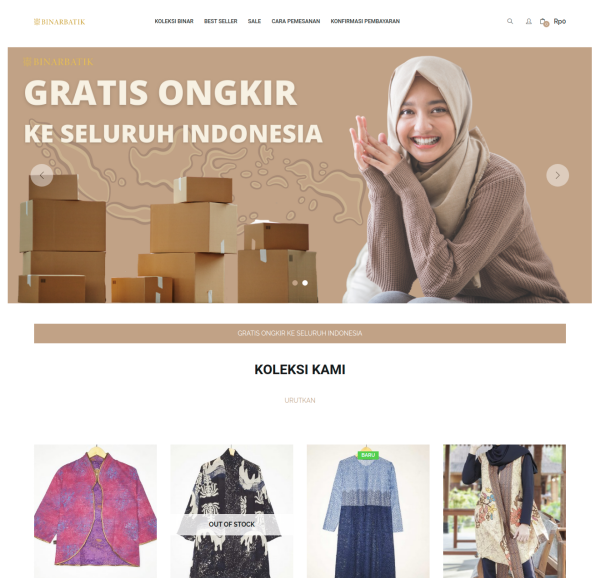 BINARBATIK
KOLEKSI BINAR BEST SELLER SALE CARA PEMESANAN KONFIRMASI PEMBAYARAN
Rp0
BINARBATIK
GRATIS ONGKIR
KE SELURUH INDONESIA
GRATIS ONGKIR KE SELURUH INDONESIA
KOLEKSI KAMI
URUTKAN
BARU
OUT OF STOCK